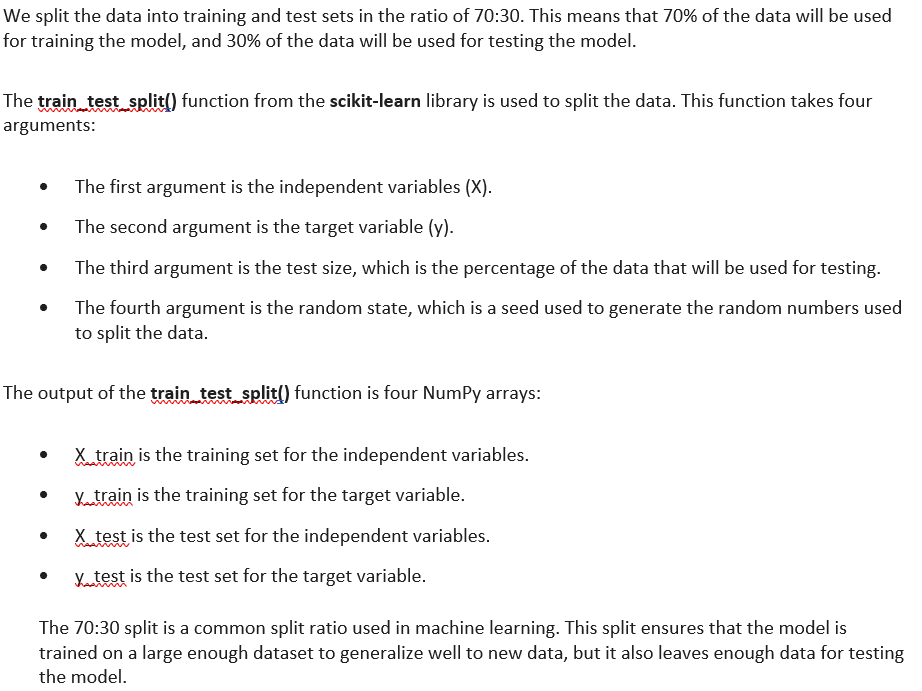 We split the data into training and test sets in the ratio of 70:30. This means that 70% of the data will be used
for training the model, and 30% of the data will be used for testing the model.
The train_test_split() function from the scikit-learn library is used to split the data. This function takes four
arguments:
• The first argument is the independent variables (X).
• The second argument is the target variable (y).
• The third argument is the test size, which is the percentage of the data that will be used for testing.
• The fourth argument is the random state, which is a seed used to generate the random numbers used
to split the data.
The output of the train_test_split() function is four NumPy arrays:
• X_train is the training set for the independent variables.
• y_train is the training set for the target variable.
• X_test is the test set for the independent variables.
• y_test is the test set for the target variable.
The 70:30 split is a common split ratio used in machine learning. This split ensures that the model is
trained on a large enough dataset to generalize well to new data, but it also leaves enough data for testing
the model.